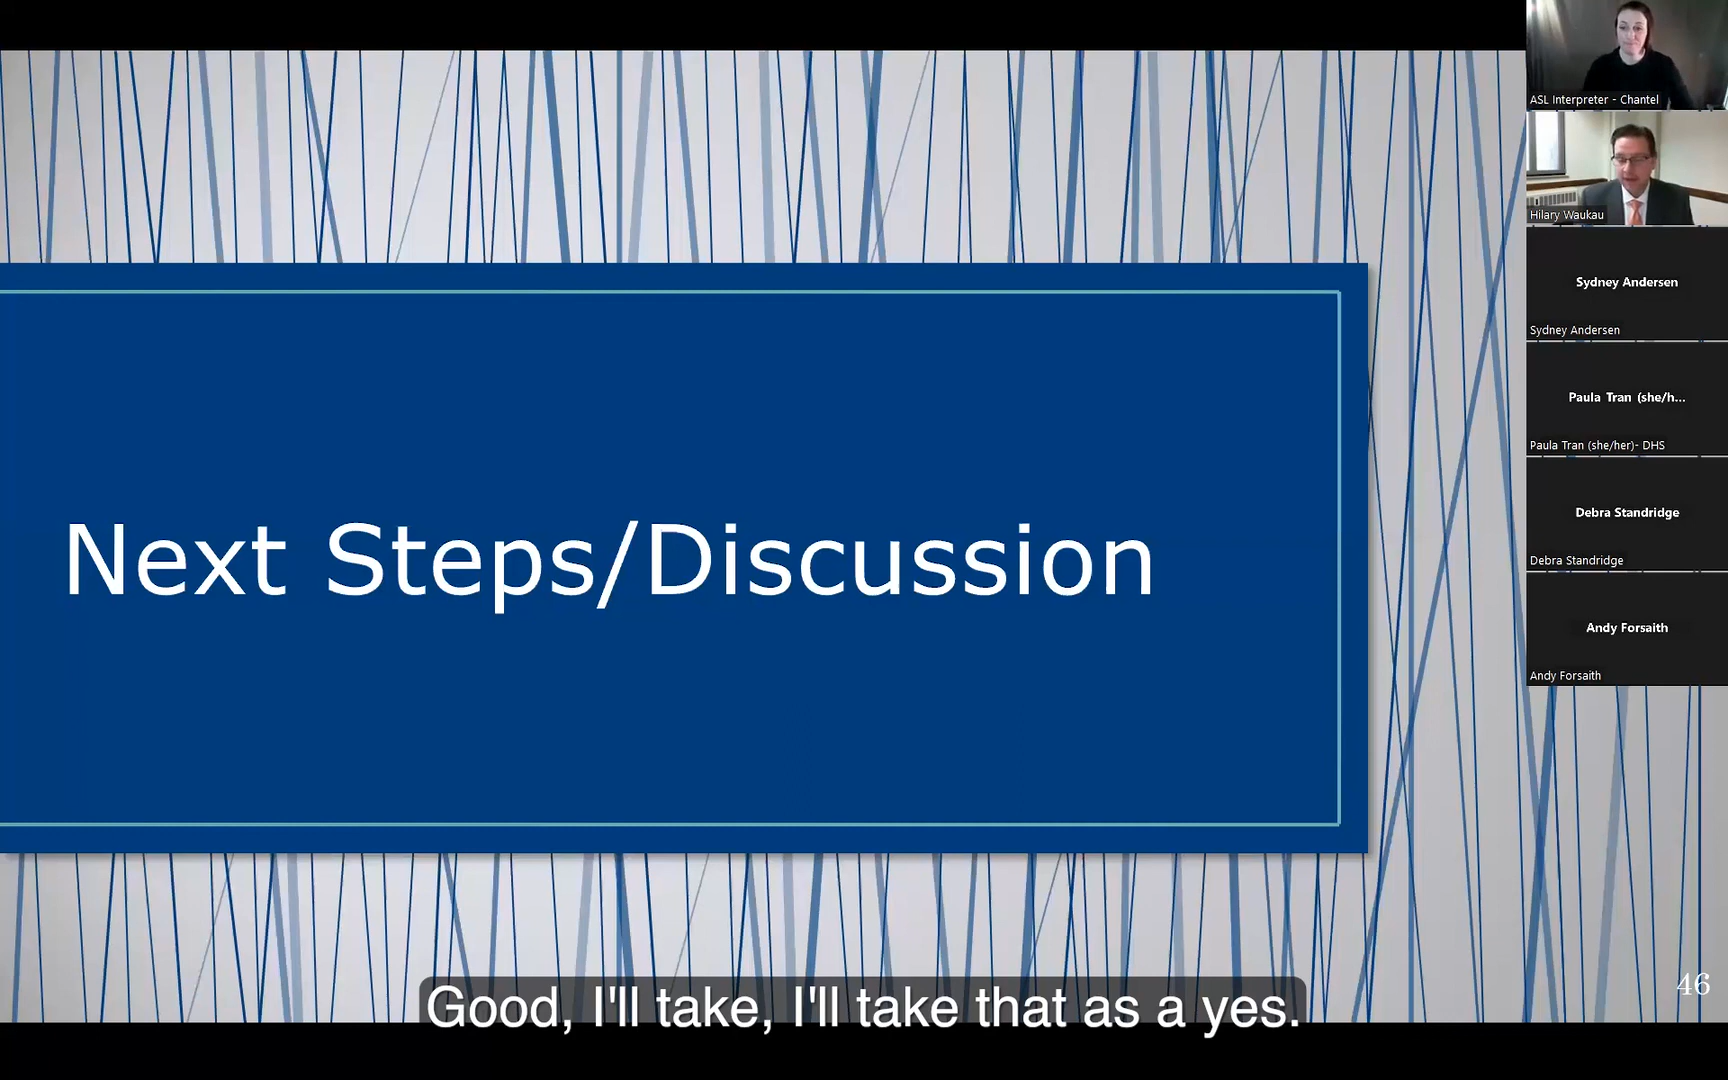 ASL Interpreter - Chantel
Hilary Waukau
Sydney Andersen
Sydney Andersen
Paula Tran (she/h...
Paula Tran (she/her)- DHS
Debra Standridge
Debra Standridge
Andy Forsaith
Andy Forsaith
Next Steps/Discussion
46
Good, I'll take, I'll take that as a yes.